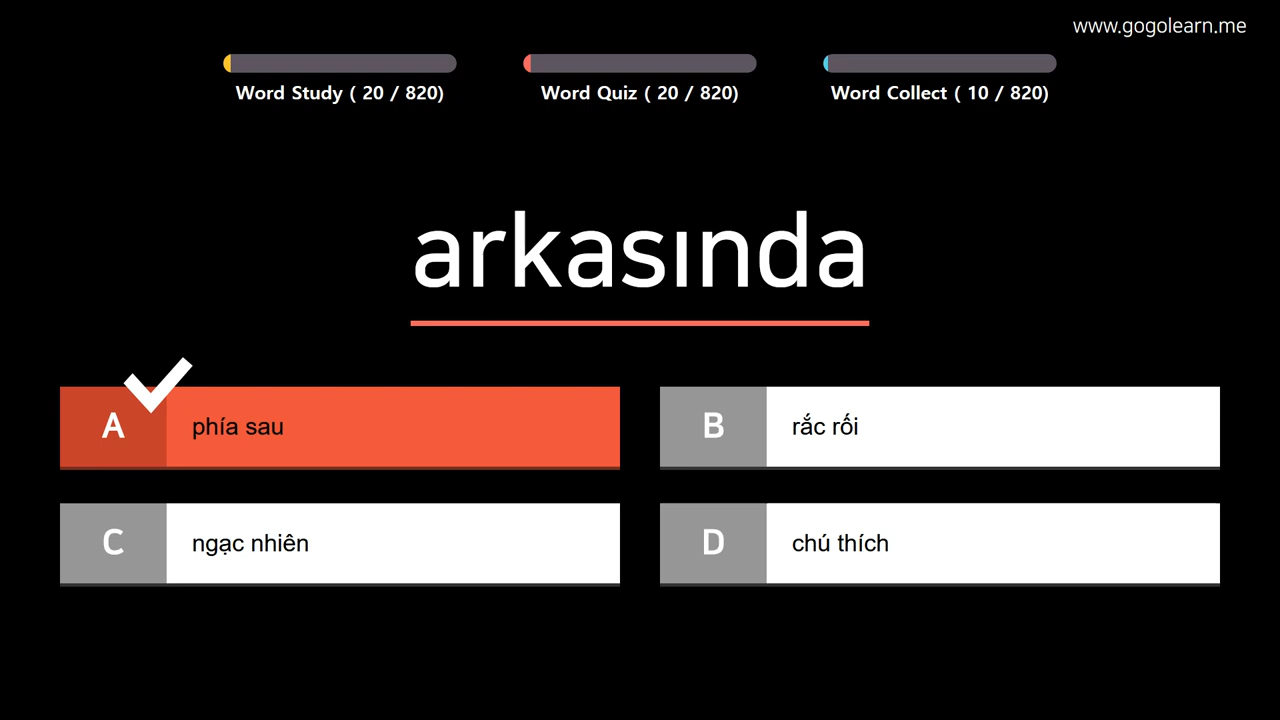 www.gogolearn.me
Word Study ( 20 / 820)
Word Quiz ( 20 / 820)
Word Collect ( 10 / 820)
arkasında
A
phía sau
B
rắc rối
C
ngạc nhiên
D
chú thích